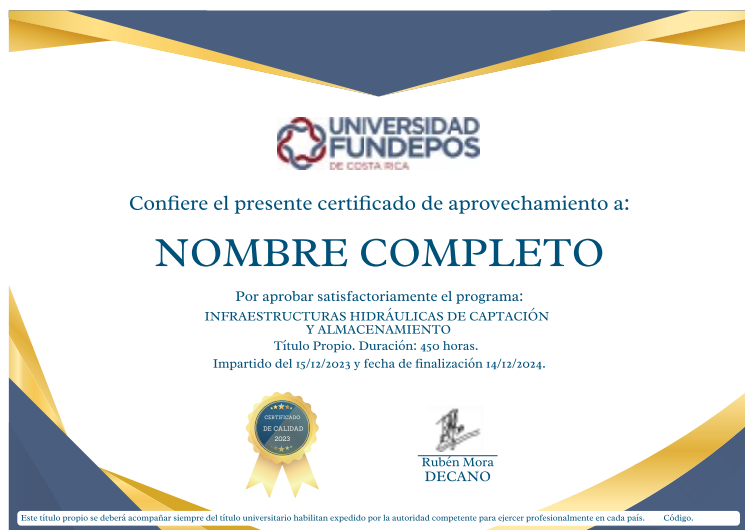 UNIVERSIDAD
FUNDEPOS
DE COSTA RICA
Confiere el presente certificado de aprovechamiento a:
NOMBRE COMPLETO
Por aprobar satisfactoriamente el programa:
INFRAESTRUCTURAS HIDRÁULICAS DE CAPTACIÓN
Y ALMACENAMIENTO
Título Propio. Duración: 450 horas.
Impartido del 15/12/2023 y fecha de finalización 14/12/2024.
CERTIFICADO
DE CALIDAD
2023
Rubén Mora
DECANO
Este título propio se deberá acompañar siempre del título universitario habilitan expedido por la autoridad competente para ejercer profesionalmente en cada país. Código.